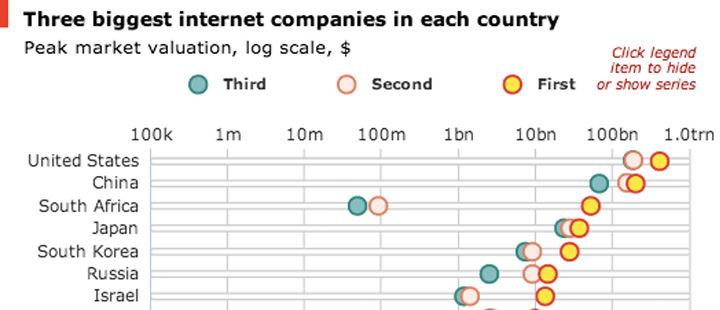 Three biggest internet companies in each country
Peak market valuation, log scale, $
Click legend
item to hide
or show series
Third Second First
100k 1m 10m 100m 1bn 10bn 100bn 1.0trn
United States
China
South Africa
Japan
South Korea
Russia
Israel